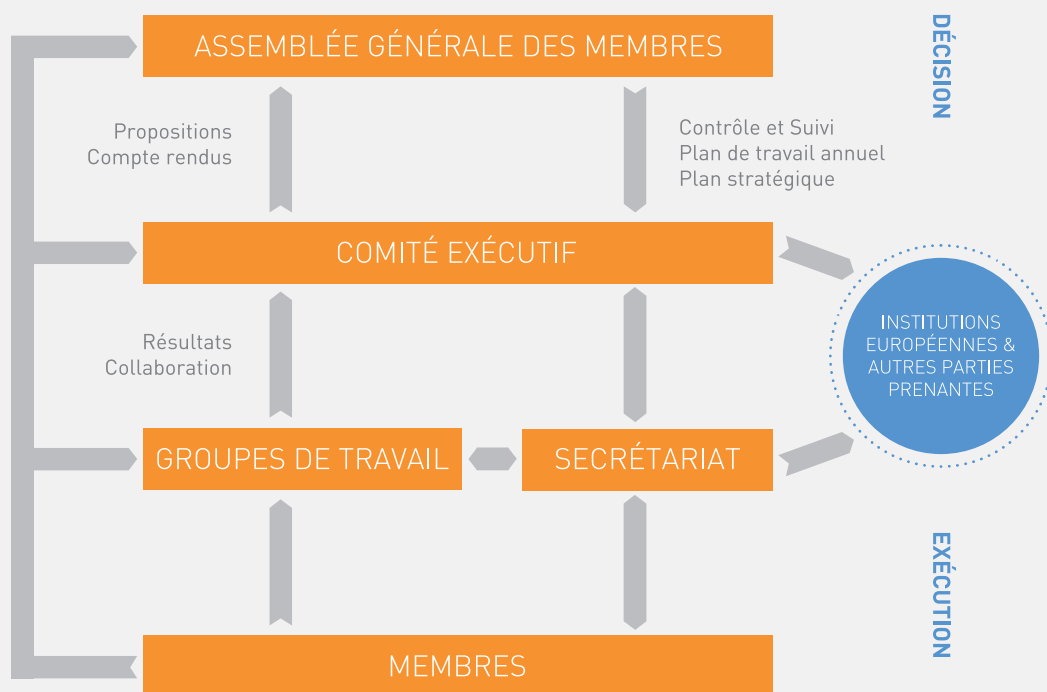 ASSEMBLÉE GÉNÉRALE DES MEMBRES
DÉCISION
Propositions
Compte rendus
Contrôle et Suivi
Plan de travail annuel
Plan stratégique
COMITÉ EXÉCUTIF
INSTITUTIONS
EUROPÉENNES &
AUTRES PARTIES
PRENANTES
Résultats
Collaboration
GROUPES DE TRAVAIL
SECRÉTARIAT
EXÉCUTION
MEMBRES